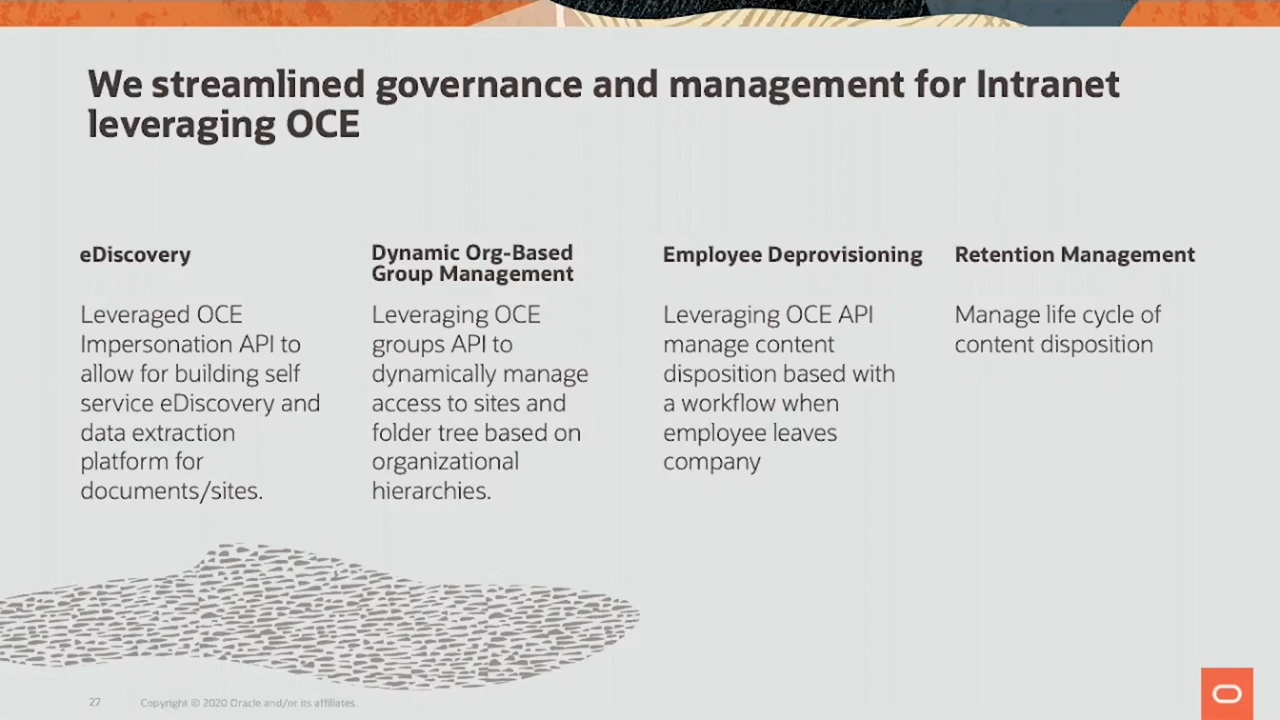 We streamlined governance and management for Intranet
leveraging OCE
eDiscovery
Leveraged OCE
Impersonation API to
allow for building self
service eDiscovery and
data extraction
platform for
documents/sites.
Dynamic Org-Based
Group Management
Leveraging OCE
groups API to
dynamically manage
access to sites and
folder tree based on
organizational
hierarchies.
Employee Deprovisioning
Leveraging OCE API
manage content
disposition based with
a workflow when
employee leaves
company
Retention Management
Manage life cycle of
content disposition
27
Copyright © 2020 Oracle and/or its affiliates.